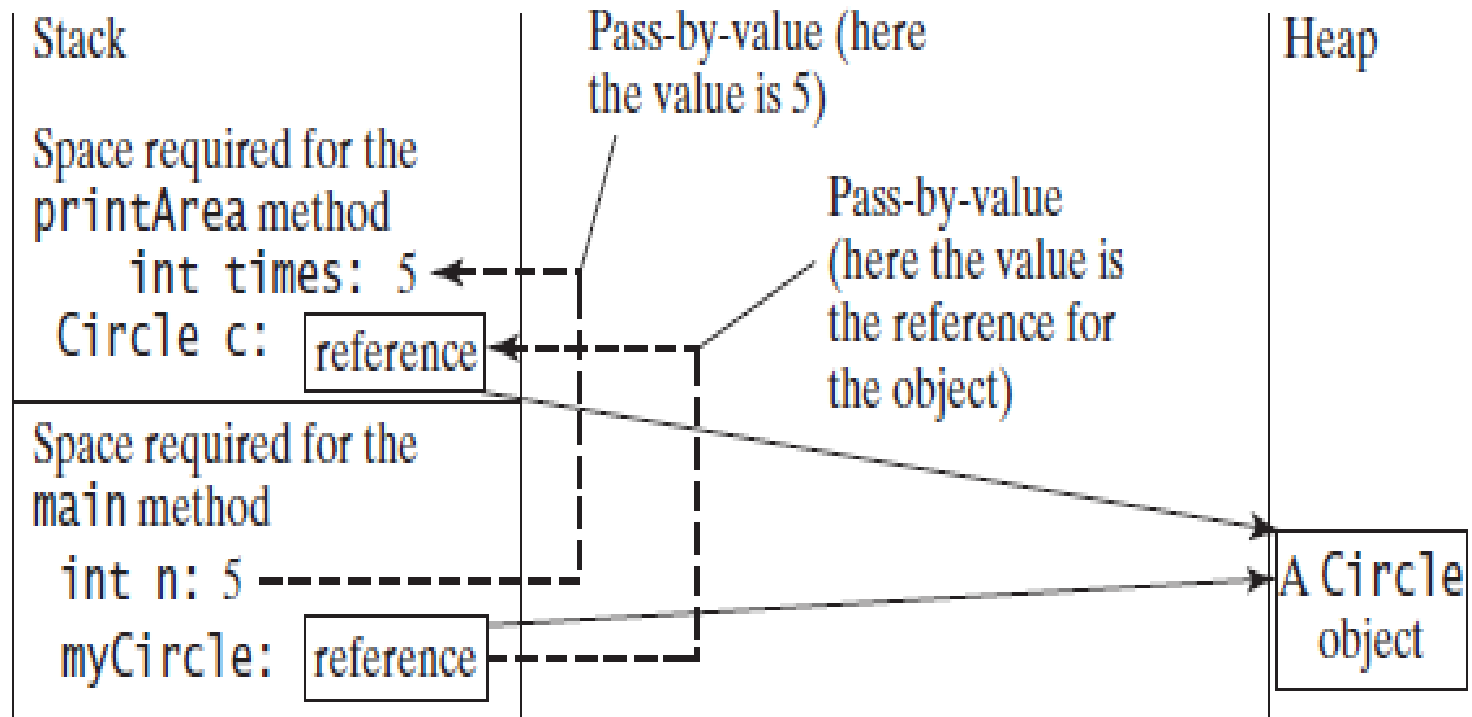 Stack
Space required for the
printArea method
int times: 5
Circle c: reference
Space required for the
main method
int n: 5
myCircle: reference
Pass-by-value (here
the value is 5)
Pass-by-value
(here the value is
the reference for
the object)
Heap
A Circle
object